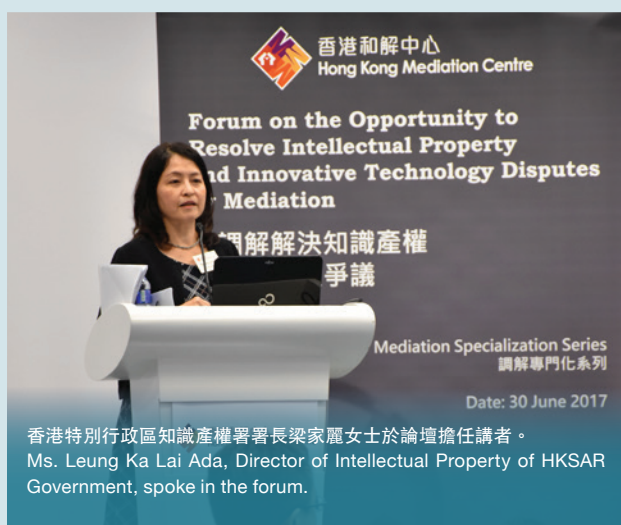 香港和解中心
Hong Kong Mediation Centre
Forum on the Opportunity to
Resolve Intellectual Property
nd Innovative Technology Disputes
Mediation
調解解決知識產權
爭議
Mediation Specialization Series
調解專門化系列
Date: 30 June 2017
香港特別行政區知識產權署署長梁家麗女士於論壇擔任講者。
Ms. Leung Ka Lai Ada, Director of Intellectual Property of HKSAR
Government, spoke in the forum.